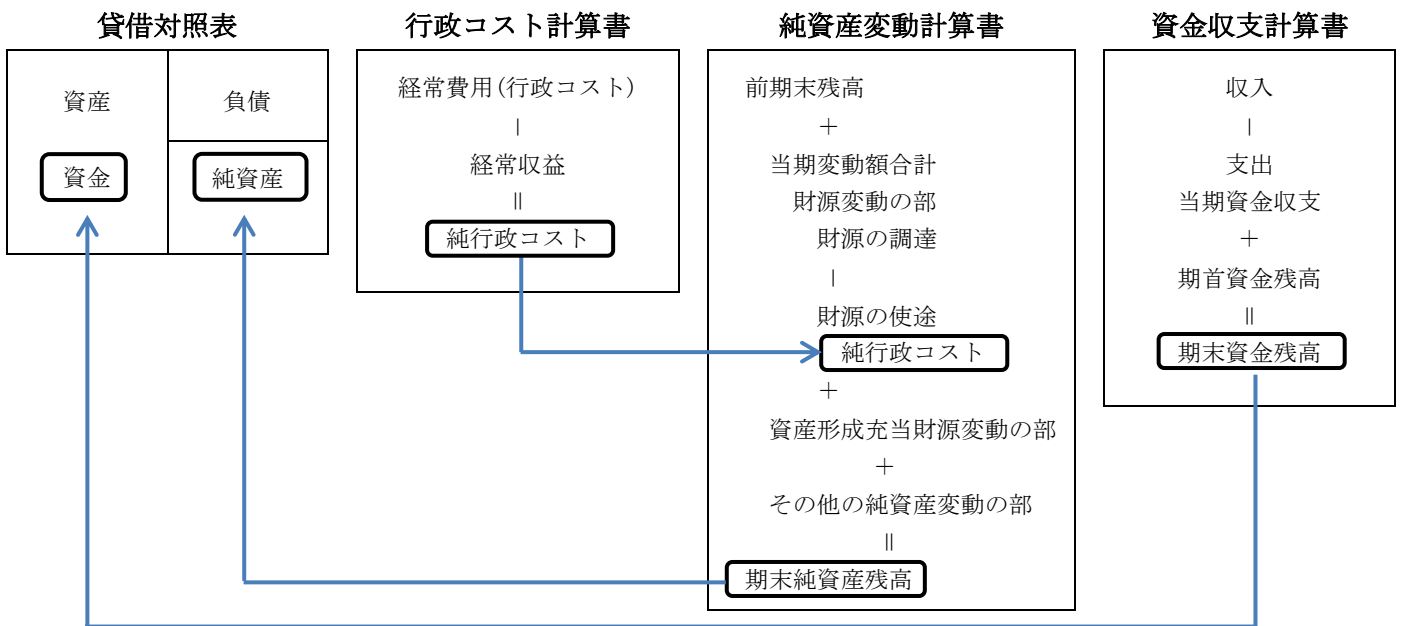 貸借対照表
資産
負債
資金
純資産
行政コスト計算書
経常費用(行政コスト)
－
経常収益
＝
純行政コスト
純資産変動計算書
前期末残高
＋
当期変動額合計
財源変動の部
財源の調達
－
財源の使途
純行政コスト
＋
資産形成充当財源変動の部
＋
その他の純資産変動の部
＝
期末純資産残高
資金収支計算書
収入
－
支出
当期資金収支
＋
期首資金残高
＝
期末資金残高